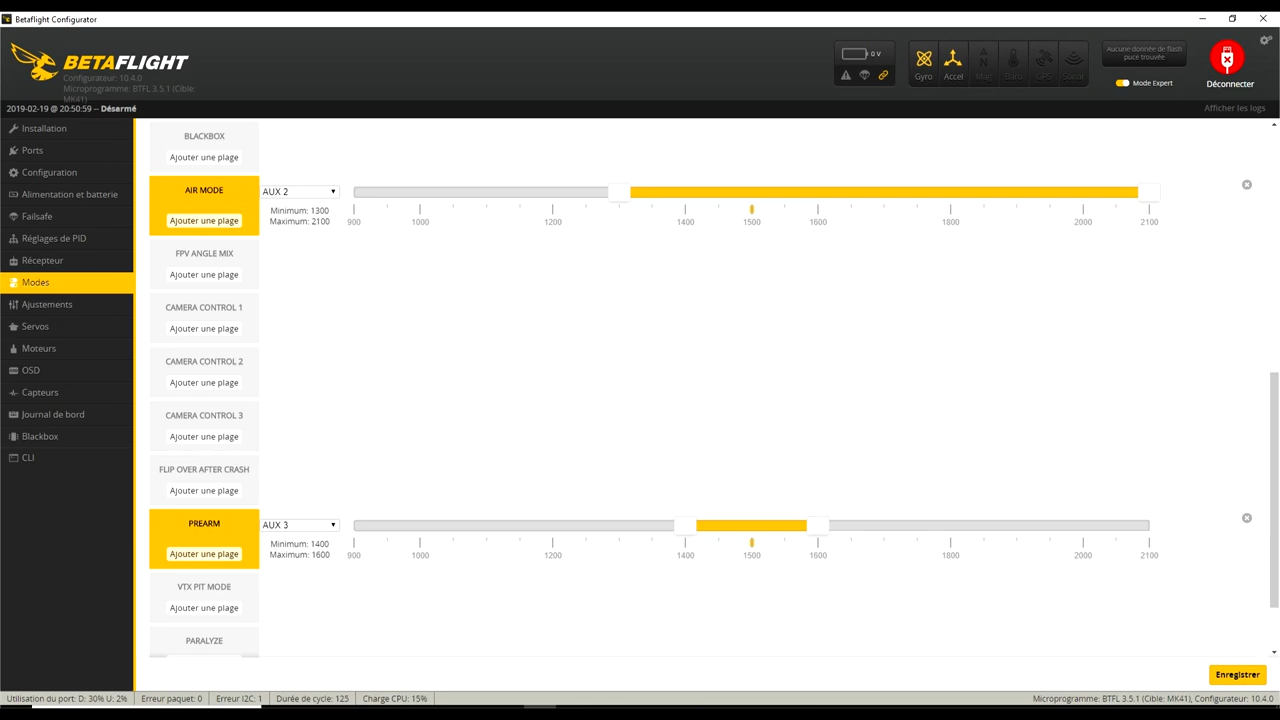 Betaflight Configurator
BETAFLIGHT
Configurateur: 10.4.0
Microprogramme: BTFL 3.5.1 (Cible:
MK41)
0 V
Gyro
Accel
Mag
Baro
GPS
Sonar
Aucune donnée de flash
puce trouvée
Mode Expert
Déconnecter
2019-02-19 @ 20:50:59 -- Désarmé
Afficher les logs
Installation
Ports
Configuration
Alimentation et batterie
Failsafe
Réglages de PID
Récepteur
Modes
Ajustements
Servos
Moteurs
OSD
Capteurs
Journal de bord
Blackbox
CLI
BLACKBOX
Ajouter une plage
AIR MODE
Ajouter une plage
AUX 2
Minimum: 1300
Maximum: 2100
900 1000 1200 1400 1500 1600 1800 2000 2100
FPV ANGLE MIX
Ajouter une plage
CAMERA CONTROL 1
Ajouter une plage
CAMERA CONTROL 2
Ajouter une plage
CAMERA CONTROL 3
Ajouter une plage
FLIP OVER AFTER CRASH
Ajouter une plage
PREARM
Ajouter une plage
AUX 3
Minimum: 1400
Maximum: 1600
900 1000 1200 1400 1500 1600 1800 2000 2100
VTX PIT MODE
Ajouter une plage
PARALYZE
Enregistrer
Utilisation du port: D: 30% U: 2%
Erreur paquet: 0
Erreur I2C: 1
Durée de cycle: 125
Charge CPU: 15%
Microprogramme: BTFL 3.5.1 (Cible: MK41), Configurateur: 10.4.0